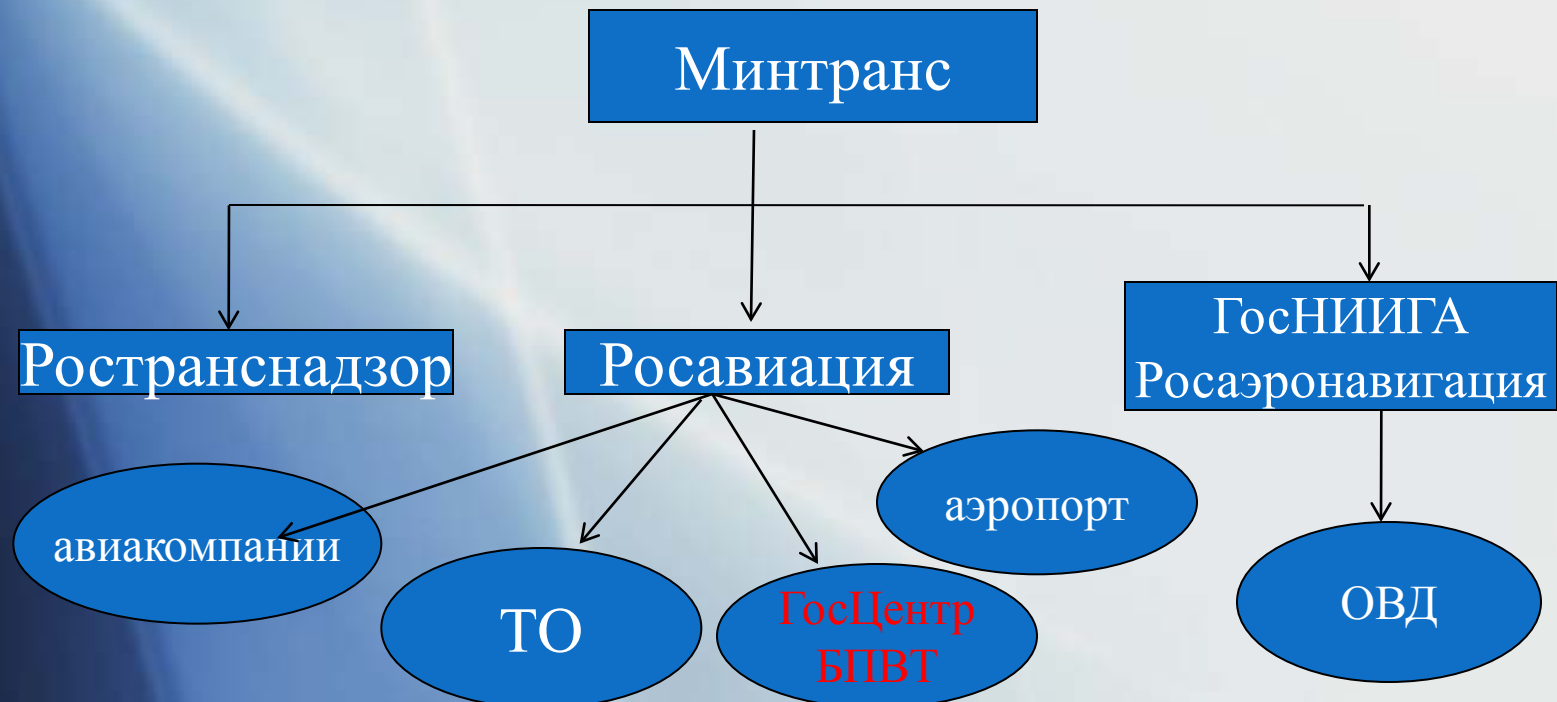 Минтранс
Ространснадзор
Росавиация
ГосНИИГА
Росаэронавигация
авиакомпании
ТО
ГосЦентр
БПВТ
аэропорт
ОВД